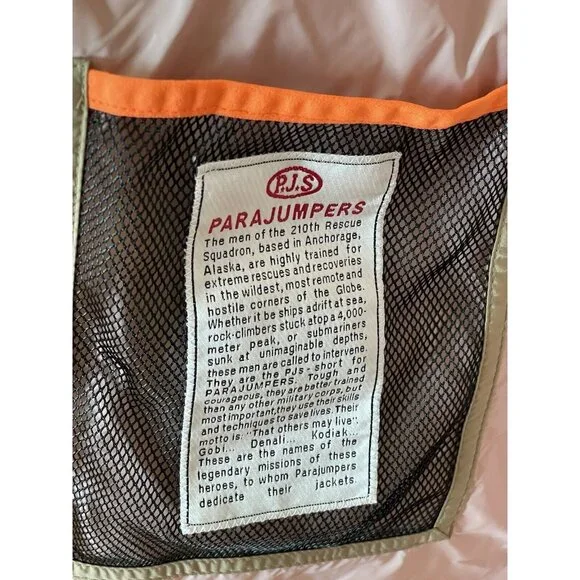 P.J.S
PARAJUMPERS
The men of the 210th Rescue
Squadron, based in Anchorage,
Alaska, are highly trained for
extreme rescues and recoveries
in the wildest, most remote and
hostile corners of the Globe.
Whether it be ships adrift at sea,
rock-climbers stuck atop a 4,000-
meter peak, or submariners
sunk at unimaginable depths,
these men are called to intervene.
They are the PJs - short for
PARAJUMPERS. Tough and
courageous, they are better trained
than any other military corps, but
most important, they use their skills
and techniques to save lives. Their
motto is "That others may live".
Gobi... Denali... Kodiak...
These are the names of the
legendary missions of these
heroes, to whom Parajumpers
dedicate their jackets